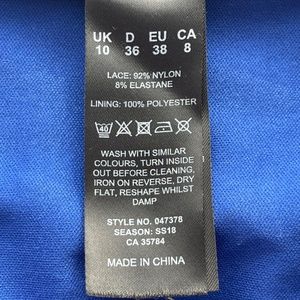 UK D EU CA
10 36 38 8
LACE: 92% NYLON
8% ELASTANE
LINING: 100% POLYESTER
40
WASH WITH SIMILAR
COLOURS, TURN INSIDE
OUT BEFORE CLEANING,
IRON ON REVERSE, DRY
FLAT, RESHAPE WHILST
DAMP
STYLE NO. 047378
SEASON: SS18
CA 35784
MADE IN CHINA